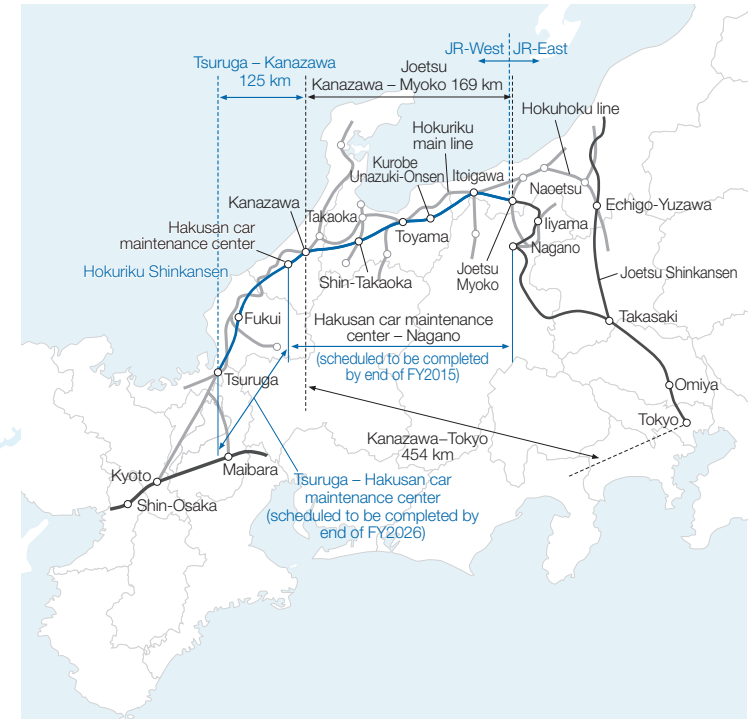 JR-West
JR-East
Tsuruga – Kanazawa
125 km
Joetsu
Kanazawa – Myoko 169 km
Hokuhoku line
Hokuriku
main line
Kurobe
Unazuki-Onsen
Itoigawa
Naoetsu
Kanazawa
Takaoka
Echigo-Yuzawa
Iiyama
Hakusan car
maintenance center
Toyama
Nagano
Hokuriku Shinkansen
Shin-Takaoka
Joetsu
Myoko
Joetsu Shinkansen
Fukui
Hakusan car maintenance
center – Nagano
Takasaki
(scheduled to be completed
by end of FY2015)
Tsuruga
Omiya
Tokyo
Kanazawa–Tokyo
454 km
Maibara
Kyoto
Shin-Osaka
Tsuruga – Hakusan car
maintenance center
(scheduled to be completed by
end of FY2026)